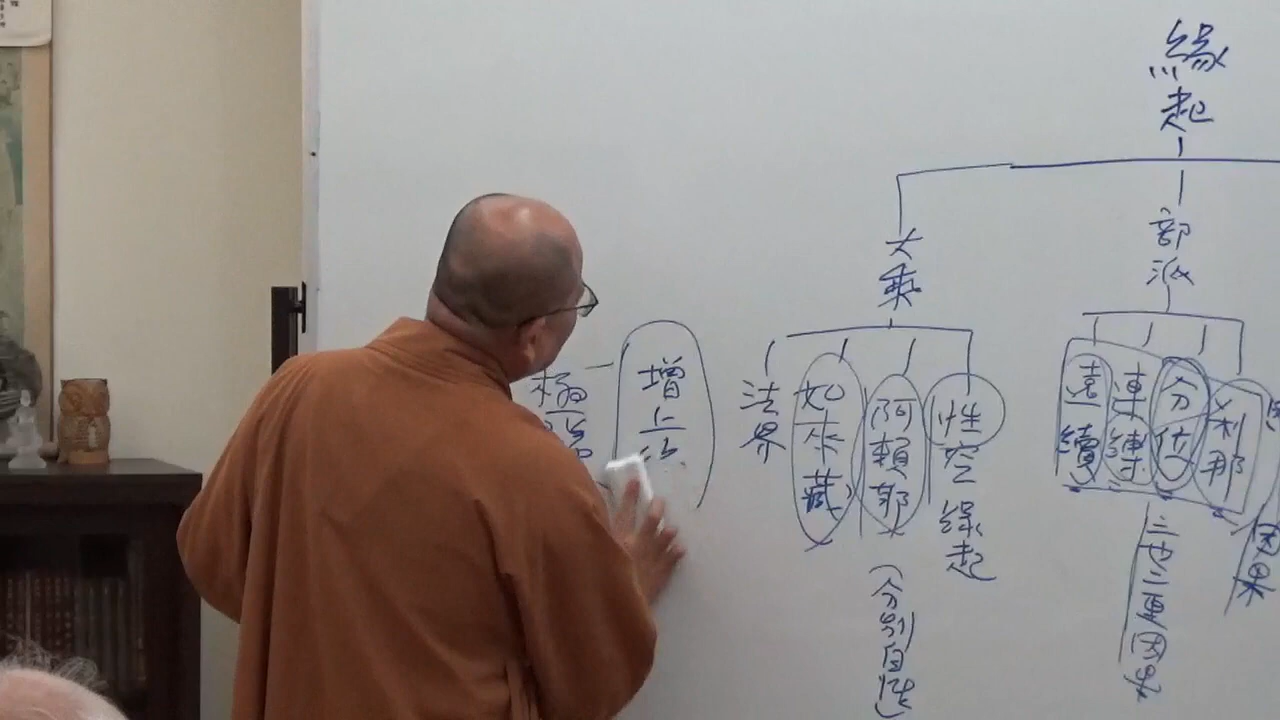 緣起
部派
剎那
分位
連縛
遠續
三世二重因果
因果
大乘
性空緣起
阿賴耶
(分別自性)
如來藏
法界
增上
極